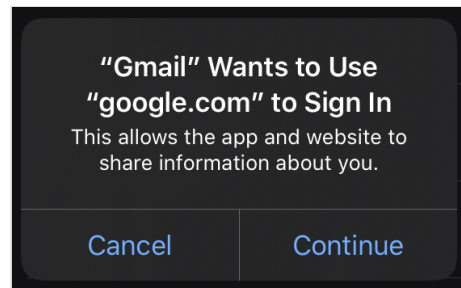 “Gmail” Wants to Use
“google.com” to Sign In
This allows the app and website to
share information about you.
Cancel
Continue